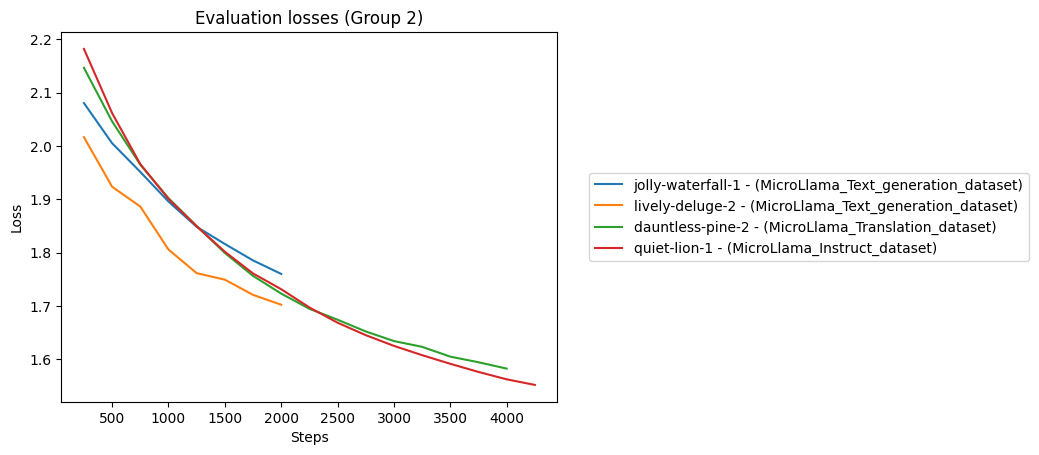 Evaluation losses (Group 2)
2.2
2.1
2.0
1.9
1.8
1.7
1.6
Loss
500
1000
1500
2000
2500
3000
3500
4000
Steps
jolly-waterfall-1 - (MicroLlama_Text_generation_dataset)
lively-deluge-2 - (MicroLlama_Text_generation_dataset)
dauntless-pine-2 - (MicroLlama_Translation_dataset)
quiet-lion-1 - (MicroLlama_Instruct_dataset)